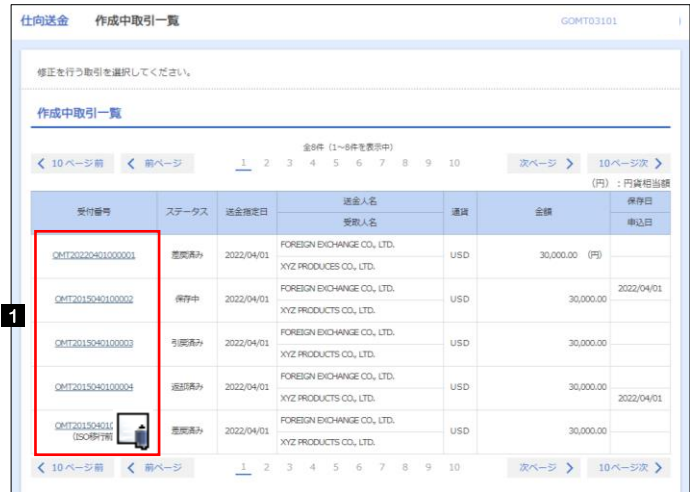 仕向送金 作成中取引一覧 GOMT03101
修正を行う取引を選択してください。
作成中取引一覧
全8件（1～8件を表示中）
10ページ前 前ページ 1 2 3 4 5 6 7 8 9 10 次ページ 10ページ次
（円）：円貨相当額
受付番号 ステータス 送金指定日 送金人名 通貨 金額 保存日
受取人名 申込日
OMT20220401000001 差戻済み 2022/04/01 FOREIGN EXCHANGE CO., LTD. USD 30,000.00 （円）
XYZ PRODUCES CO., LTD.
OMT2015040100002 保存中 2022/04/01 FOREIGN EXCHANGE CO., LTD. USD 30,000.00 2022/04/01
XYZ PRODUCTS CO., LTD.
1
OMT2015040100003 引戻済み 2022/04/01 FOREIGN EXCHANGE CO., LTD. USD 30,000.00
XYZ PRODUCTS CO., LTD.
OMT2015040100004 返却済み 2022/04/01 FOREIGN EXCHANGE CO., LTD. USD 30,000.00
XYZ PRODUCTS CO., LTD. 2022/04/01
OMT201504010 差戻済み 2022/04/01 FOREIGN EXCHANGE CO., LTD. USD 30,000.00
（ISO移行前 XYZ PRODUCTS CO., LTD.
10ページ前 前ページ 1 2 3 4 5 6 7 8 9 10 次ページ 10ページ次